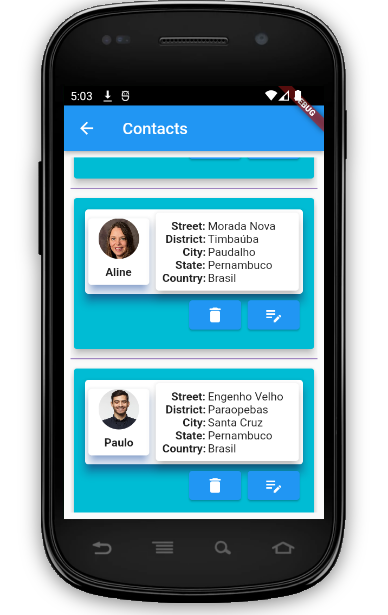 5:03
DEBUG
Contacts
Street: Morada Nova
District: Timbaúba
City: Paudalho
State: Pernambuco
Country: Brasil
Aline
Street: Engenho Velho
District: Paraopebas
City: Santa Cruz
State: Pernambuco
Country: Brasil
Paulo